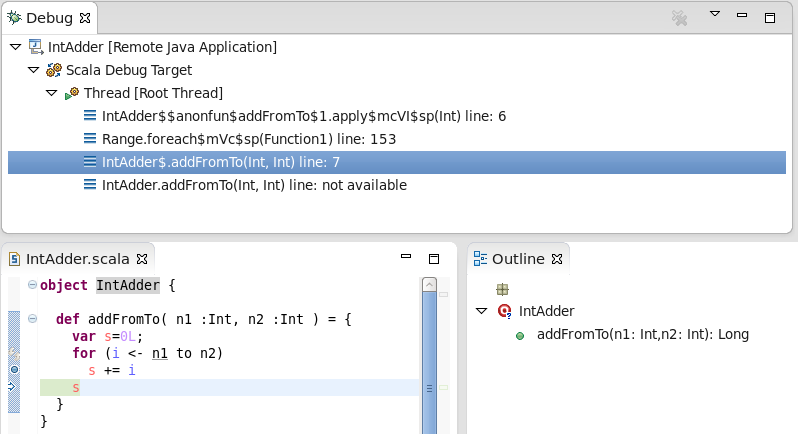 Debug
IntAdder [Remote Java Application]
Scala Debug Target
Thread [Root Thread]
IntAdder$$anonfun$addFromTo$1.apply$mcVI$sp(Int) line: 6
Range.foreach$mVc$sp(Function1) line: 153
IntAdder$.addFromTo(Int, Int) line: 7
IntAdder.addFromTo(Int, Int) line: not available
IntAdder.scala
object IntAdder {
def addFromTo( n1 :Int, n2 :Int ) = {
var s=0L;
for (i <- n1 to n2)
s += i
s
}
}
Outline
IntAdder
addFromTo(n1: Int,n2: Int): Long